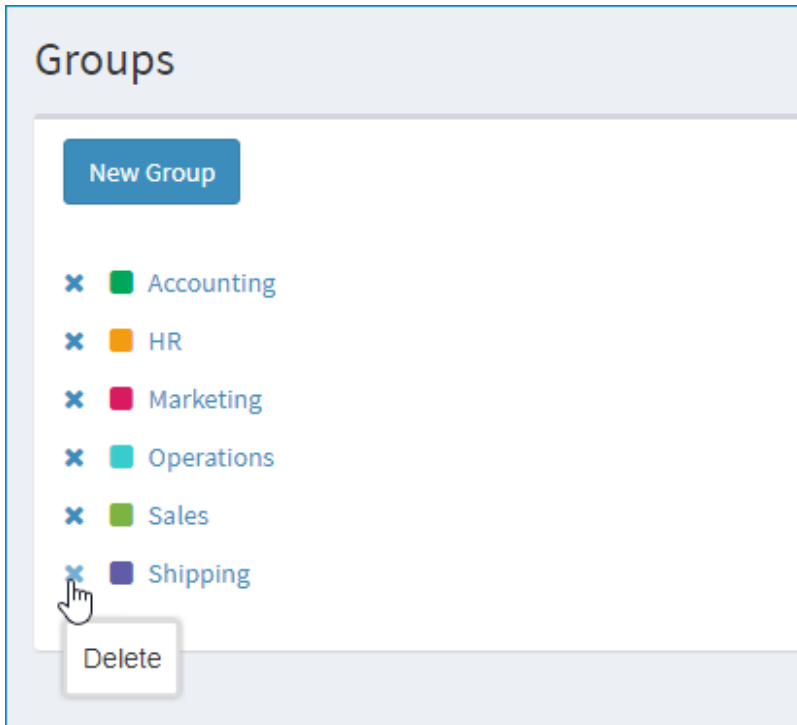 Groups
New Group
Accounting
HR
Marketing
Operations
Sales
Shipping
Delete